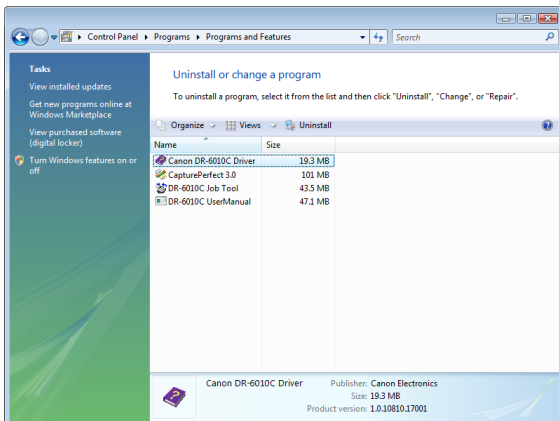 Control Panel Programs Programs and Features Search
Tasks
View installed updates
Get new programs online at
Windows Marketplace
View purchased software
(digital locker)
Turn Windows features on or
off
Uninstall or change a program
To uninstall a program, select it from the list and then click "Uninstall", "Change", or "Repair".
Organize Views Uninstall
Name Size
Canon DR-6010C Driver 19.3 MB
CapturePerfect 3.0 101 MB
DR-6010C Job Tool 43.5 MB
DR-6010C UserManual 47.1 MB
Canon DR-6010C Driver Publisher: Canon Electronics
Size: 19.3 MB
Product version: 1.0.10810.17001